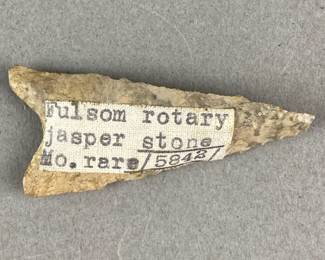 Fulsom rotary
jasper stone
Mo. rare/5842/